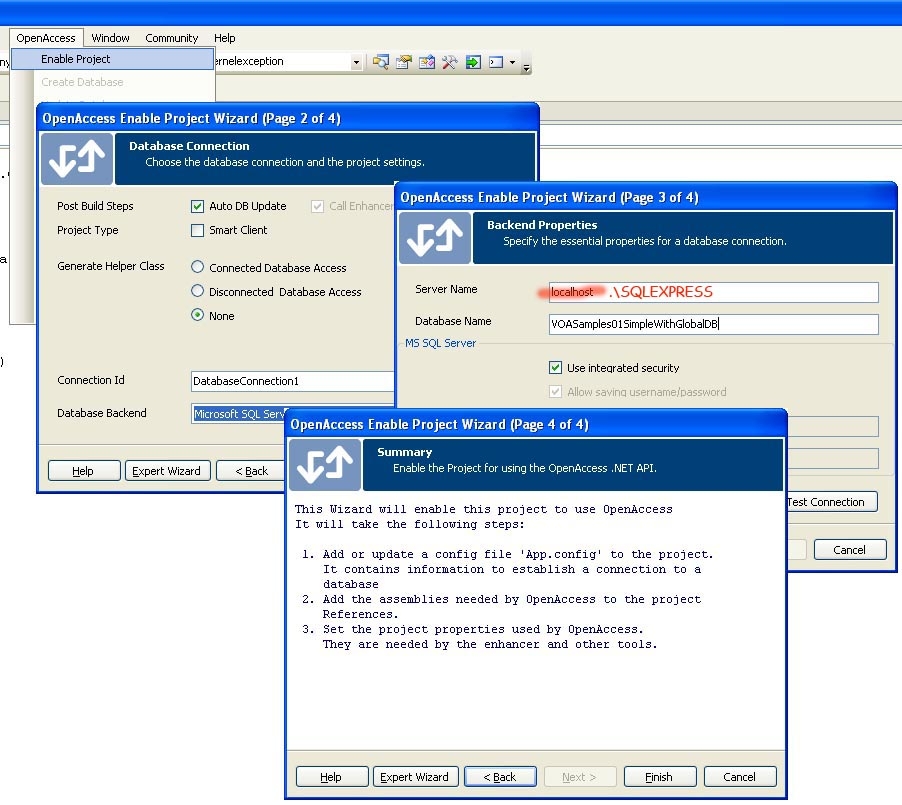 OpenAccess Window Community Help
Enable Project
ernelexception
Create Database
OpenAccess Enable Project Wizard (Page 2 of 4)
Database Connection
Choose the database connection and the project settings.
Post Build Steps
Auto DB Update
Call Enhancer
Project Type
Smart Client
Generate Helper Class
Connected Database Access
Disconnected Database Access
None
Connection Id
DatabaseConnection1
Database Backend
Microsoft SQL Serv
Help
Expert Wizard
< Back
OpenAccess Enable Project Wizard (Page 3 of 4)
Backend Properties
Specify the essential properties for a database connection.
Server Name
localhost .\SQLEXPRESS
Database Name
VOASamples01SimpleWithGlobalDB
MS SQL Server
Use integrated security
Allow saving username/password
Test Connection
Cancel
OpenAccess Enable Project Wizard (Page 4 of 4)
Summary
Enable the Project for using the OpenAccess .NET API.
This Wizard will enable this project to use OpenAccess
It will take the following steps:
1. Add or update a config file 'App.config' to the project.
It contains information to establish a connection to a
database
2. Add the assemblies needed by OpenAccess to the project
References.
3. Set the project properties used by OpenAccess.
They are needed by the enhancer and other tools.
Help
Expert Wizard
< Back
Next >
Finish
Cancel